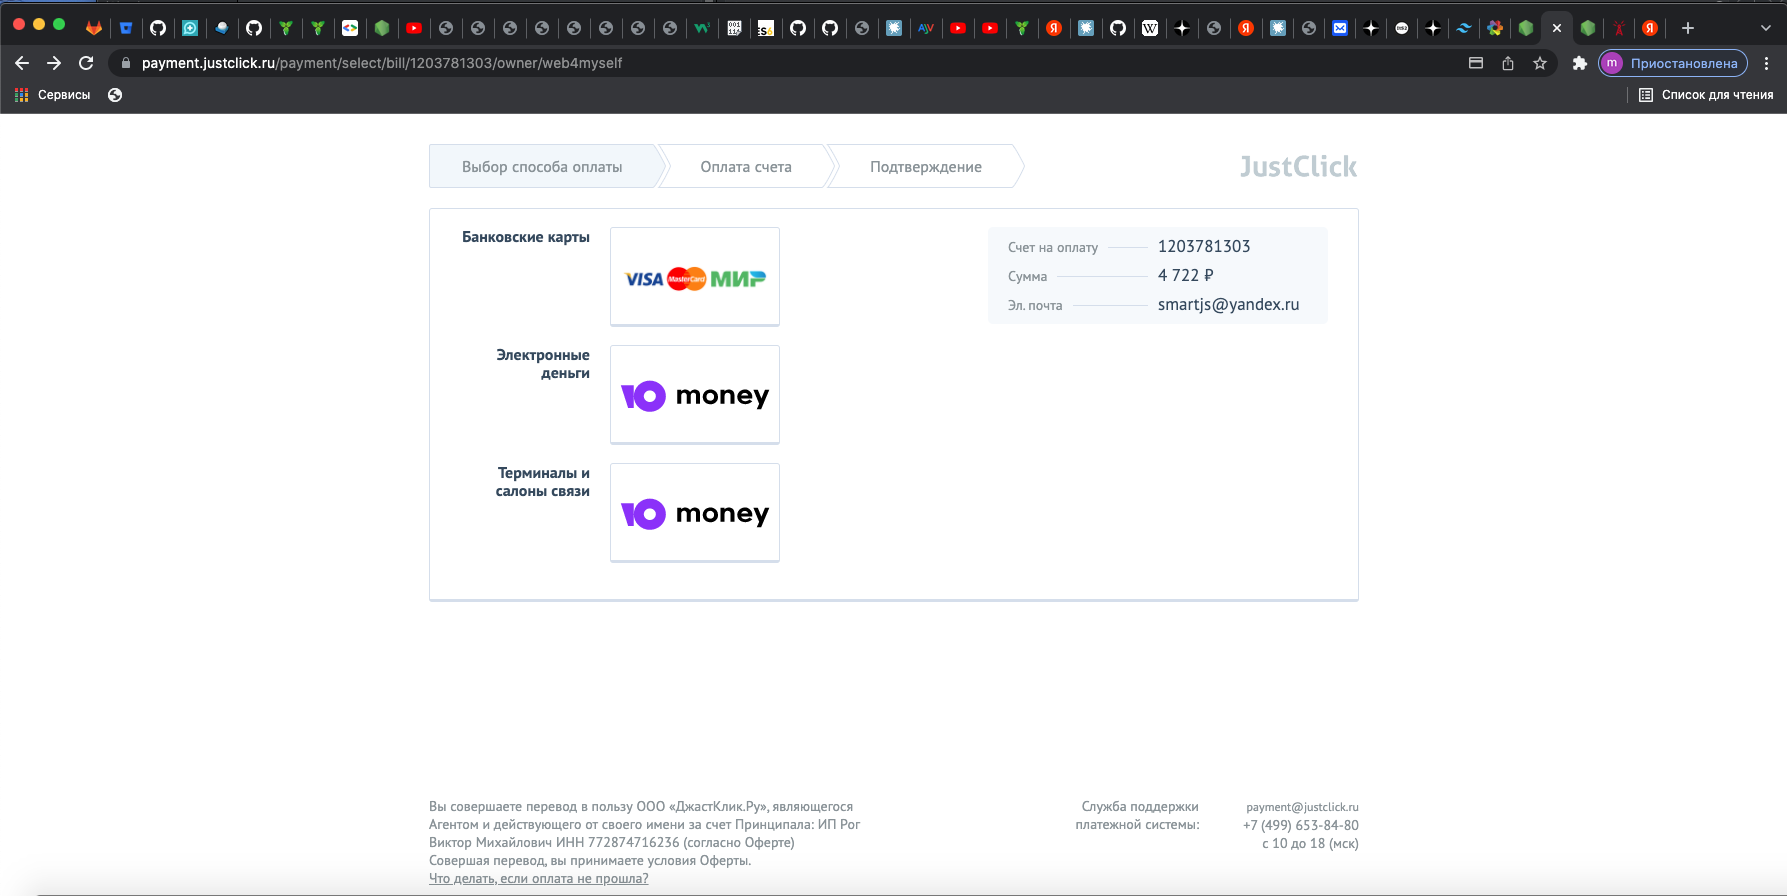 payment.justclick.ru/payment/select/bill/1203781303/owner/web4myself
m Приостановлена
Сервисы
Список для чтения
Выбор способа оплаты
Оплата счета
Подтверждение
JustClick
Банковские карты
VISA MasterCard МИР
Счет на оплату 1203781303
Сумма 4 722 ₽
Эл. почта smartjs@yandex.ru
Электронные
деньги
Ю money
Терминалы и
салоны связи
Ю money
Вы совершаете перевод в пользу ООО «ДжастКлик.Ру», являющегося
Агентом и действующего от своего имени за счет Принципала: ИП Рог
Виктор Михайлович ИНН 772874716236 (согласно Оферте)
Совершая перевод, вы принимаете условия Оферты.
Что делать, если оплата не прошла?
Служба поддержки
платежной системы:
payment@justclick.ru
+7 (499) 653-84-80
с 10 до 18 (мск)